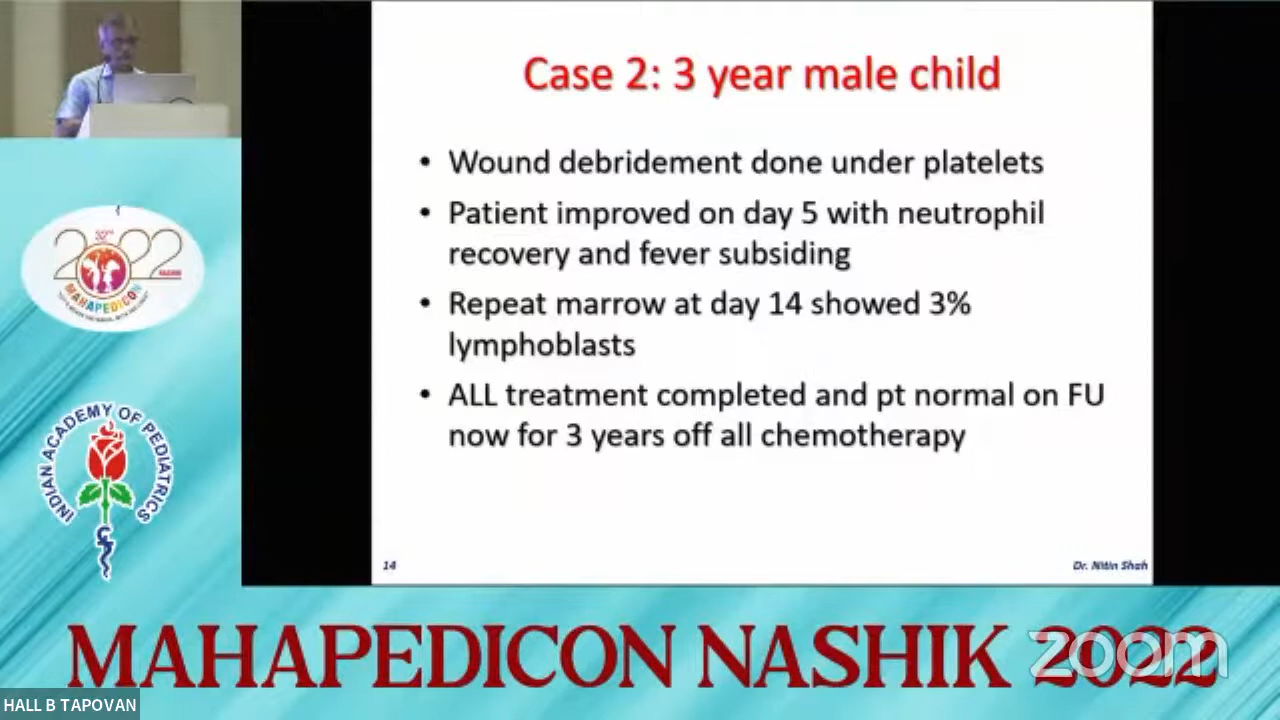 Case 2: 3 year male child
• Wound debridement done under platelets
• Patient improved on day 5 with neutrophil
recovery and fever subsiding
• Repeat marrow at day 14 showed 3%
lymphoblasts
• ALL treatment completed and pt normal on FU
now for 3 years off all chemotherapy
14
Dr. Nitin Shah
2022
MAHAPEDICON
INDIAN ACADEMY OF PEDIATRICS
MAHAPEDICON NASHIK 2022
zoom
HALL B TAPOVAN